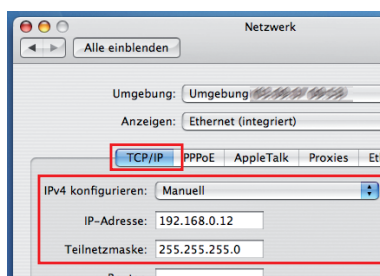 Netzwerk
Alle einblenden
Umgebung: Umgebung
Anzeigen: Ethernet (integriert)
TCP/IP PPPoE AppleTalk Proxies
IPv4 konfigurieren: Manuell
IP-Adresse: 192.168.0.12
Teilnetzmaske: 255.255.255.0